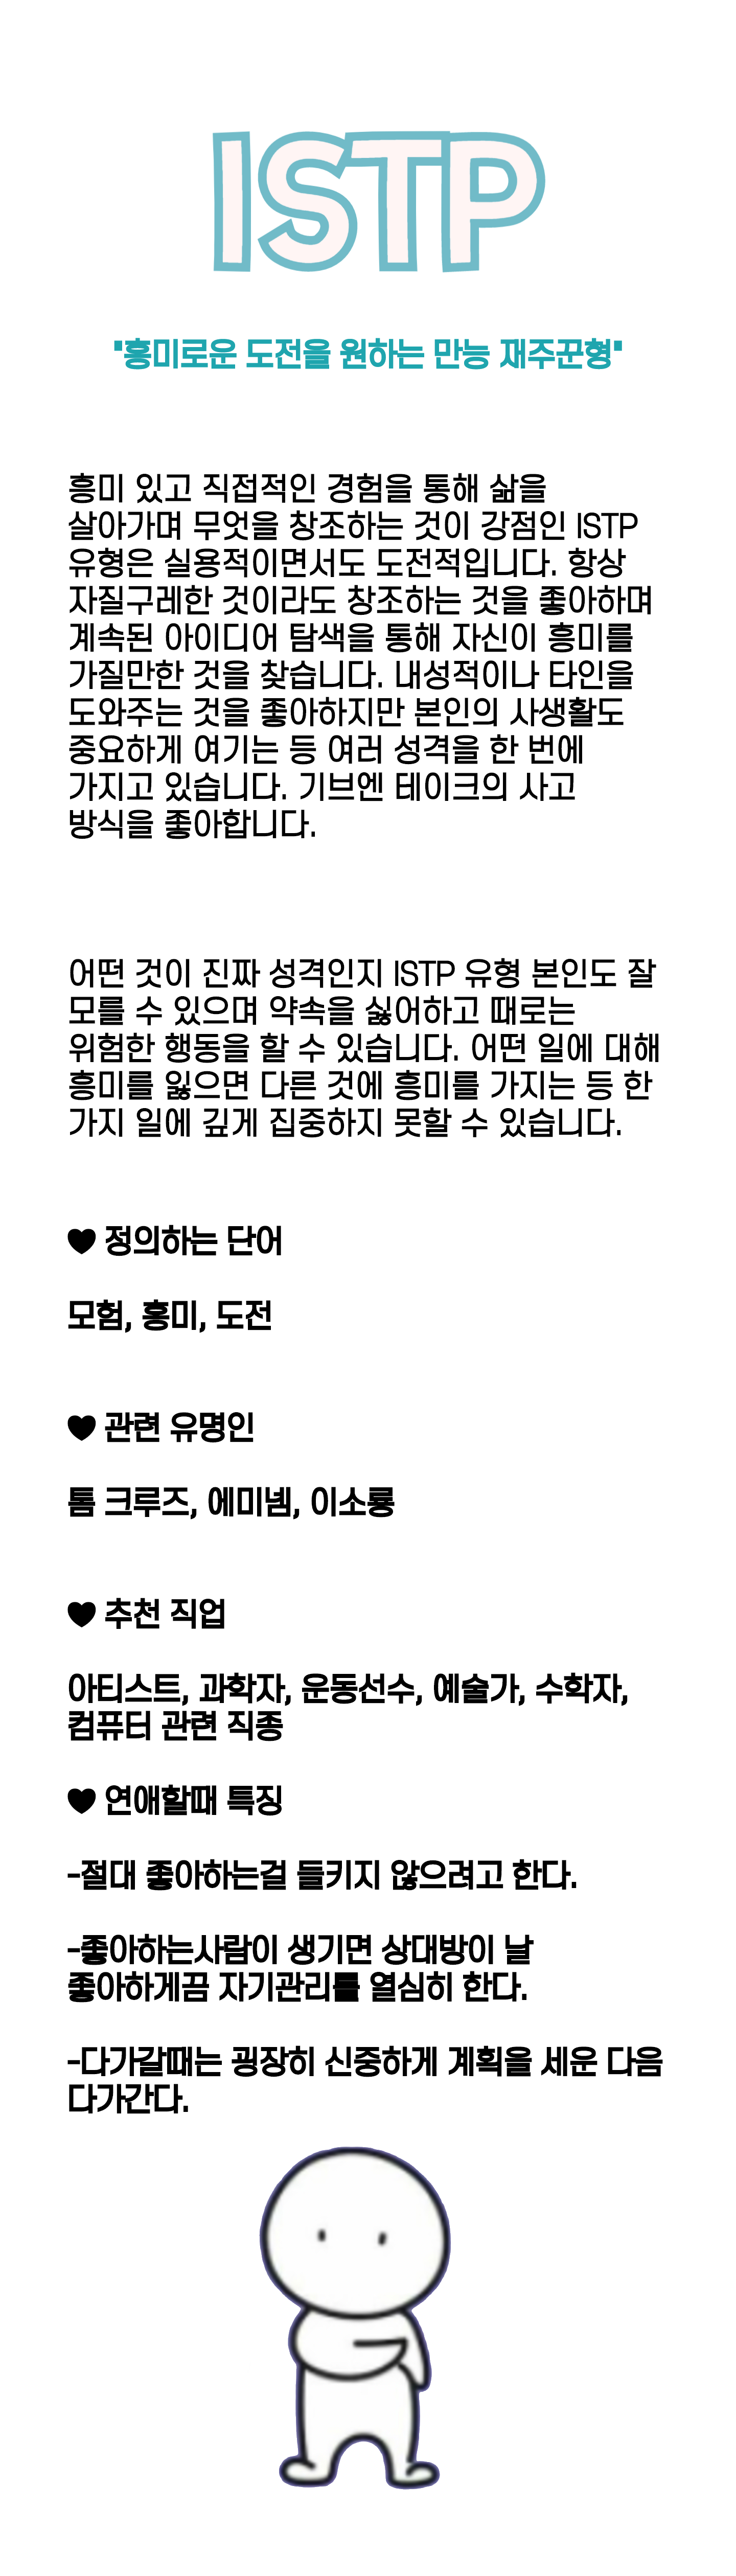 ISTP
"흥미로운 도전을 원하는 만능 재주꾼형"
흥미 있고 직접적인 경험을 통해 삶을
살아가며 무엇을 창조하는 것이 강점인 ISTP
유형은 실용적이면서도 도전적입니다. 항상
자질구레한 것이라도 창조하는 것을 좋아하며
계속된 아이디어 탐색을 통해 자신이 흥미를
가질만한 것을 찾습니다. 내성적이나 타인을
도와주는 것을 좋아하지만 본인의 사생활도
중요하게 여기는 등 여러 성격을 한 번에
가지고 있습니다. 기브엔 테이크의 사고
방식을 좋아합니다.
어떤 것이 진짜 성격인지 ISTP 유형 본인도 잘
모를 수 있으며 약속을 싫어하고 때로는
위험한 행동을 할 수 있습니다. 어떤 일에 대해
흥미를 잃으면 다른 것에 흥미를 가지는 등 한
가지 일에 깊게 집중하지 못할 수 있습니다.
♥ 정의하는 단어
모험, 흥미, 도전
♥ 관련 유명인
톰 크루즈, 에미넴, 이소룡
♥ 추천 직업
아티스트, 과학자, 운동선수, 예술가, 수학자,
컴퓨터 관련 직종
♥ 연애할때 특징
-절대 좋아하는걸 들키지 않으려고 한다.
-좋아하는사람이 생기면 상대방이 날
좋아하게끔 자기관리를 열심히 한다.
-다가갈때는 굉장히 신중하게 계획을 세운 다음
다가간다.